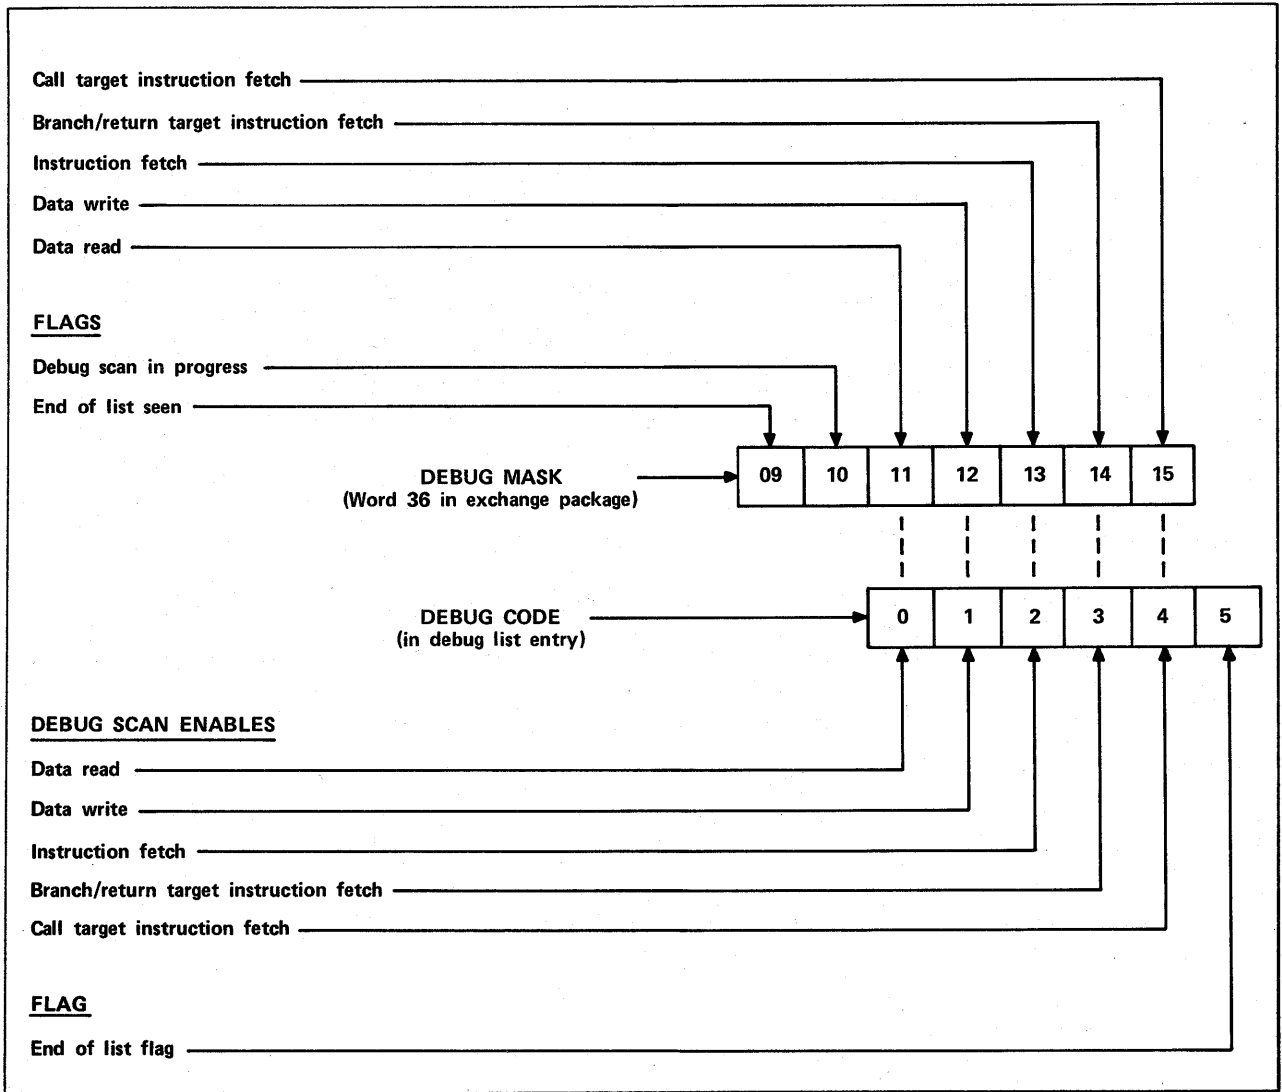 Call target instruction fetch
Branch/return target instruction fetch
Instruction fetch
Data write
Data read
FLAGS
Debug scan in progress
End of list seen
DEBUG MASK
(Word 36 in exchange package)
09 10 11 12 13 14 15
DEBUG CODE
(in debug list entry)
0 1 2 3 4 5
DEBUG SCAN ENABLES
Data read
Data write
Instruction fetch
Branch/return target instruction fetch
Call target instruction fetch
FLAG
End of list flag